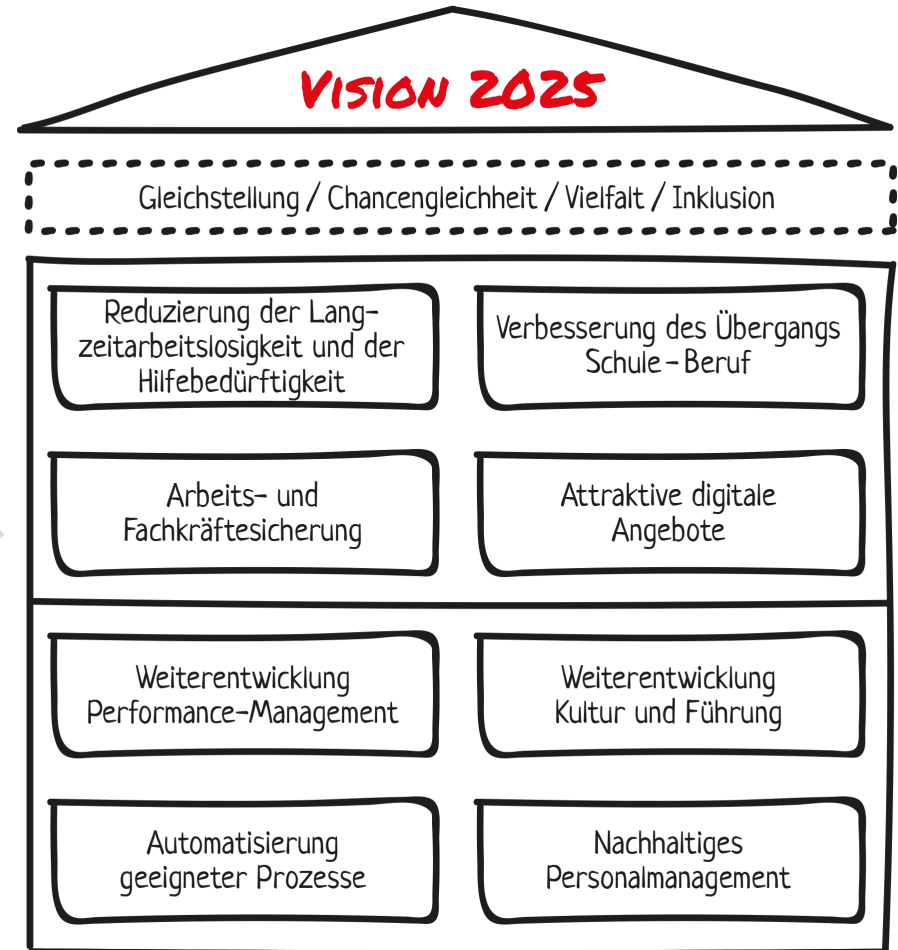 Vision 2025
Gleichstellung / Chancengleichheit / Vielfalt / Inklusion
Reduzierung der Lang-
zeitarbeitslosigkeit und der
Hilfebedürftigkeit
Verbesserung des Übergangs
Schule – Beruf
Arbeits- und
Fachkräftesicherung
Attraktive digitale
Angebote
Weiterentwicklung
Performance-Management
Weiterentwicklung
Kultur und Führung
Automatisierung
geeigneter Prozesse
Nachhaltiges
Personalmanagement